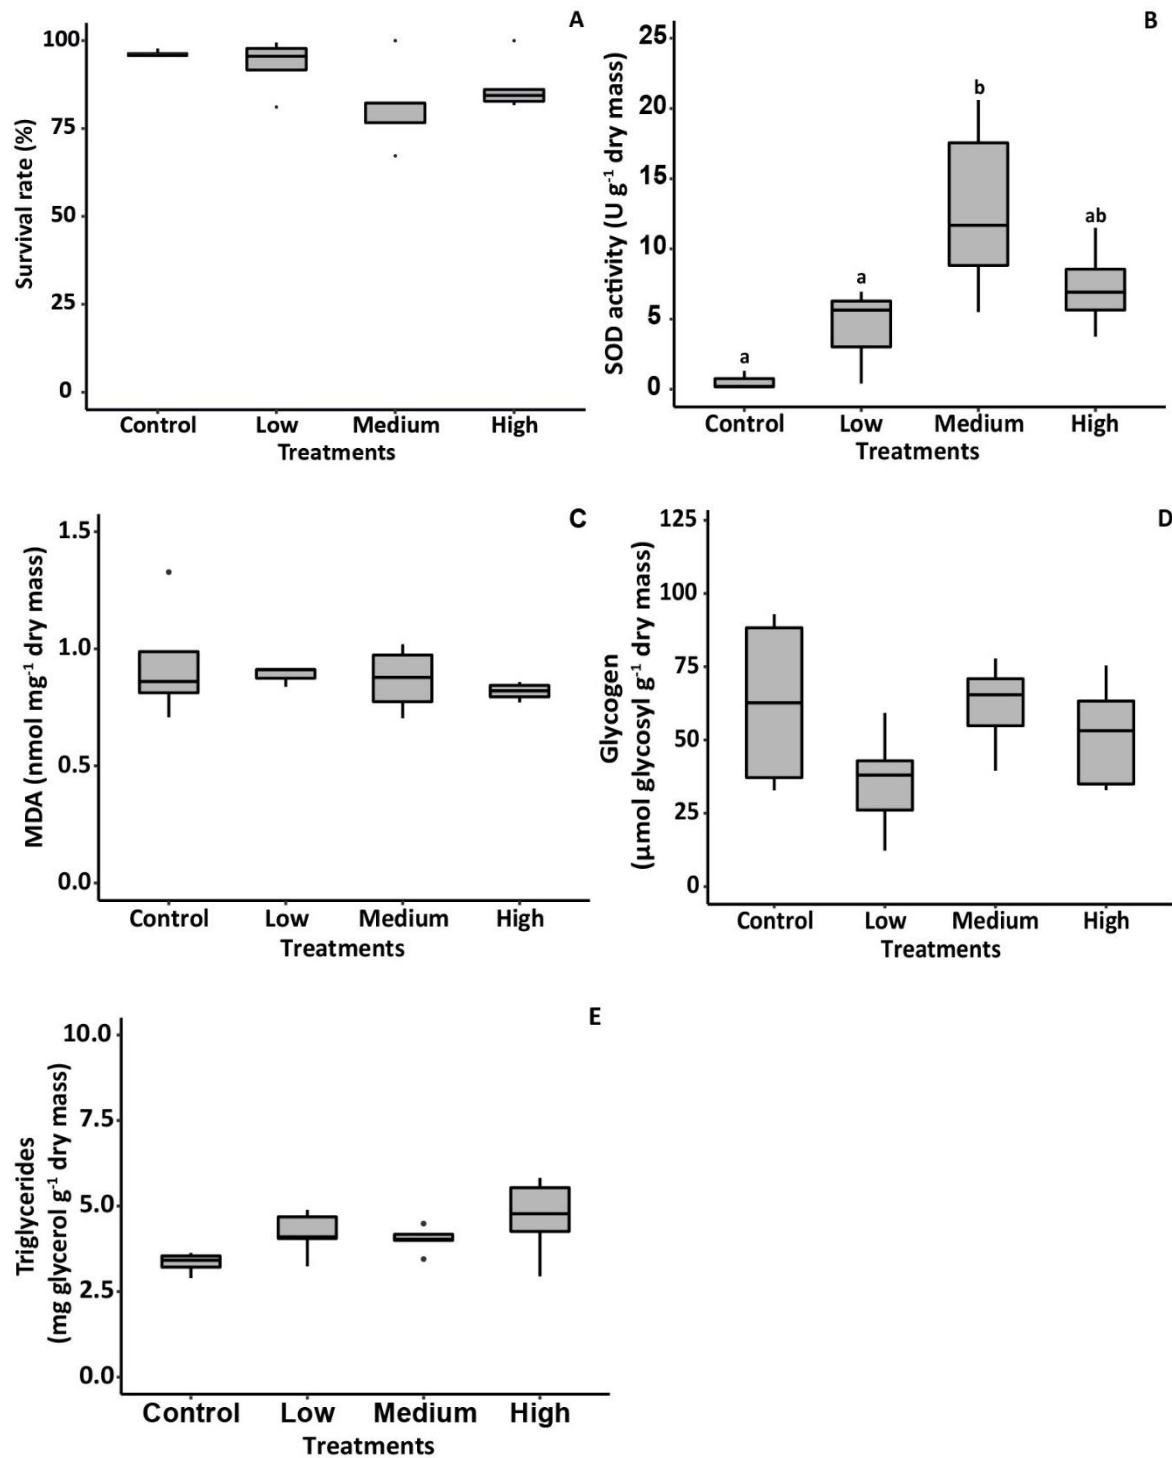 A
Survival rate (%)
100
75
50
25
0
Control Low Medium High
Treatments
B
SOD activity (U g⁻¹ dry mass)
25
20
15
10
5
0
a
a
b
ab
Control Low Medium High
Treatments
C
MDA (nmol mg⁻¹ dry mass)
1.5
1.0
0.5
0.0
Control Low Medium High
Treatments
D
Glycogen
(µmol glycosyl g⁻¹ dry mass)
125
100
75
50
25
0
Control Low Medium High
Treatments
E
Triglycerides
(mg glycerol g⁻¹ dry mass)
10.0
7.5
5.0
2.5
0.0
Control Low Medium High
Treatments